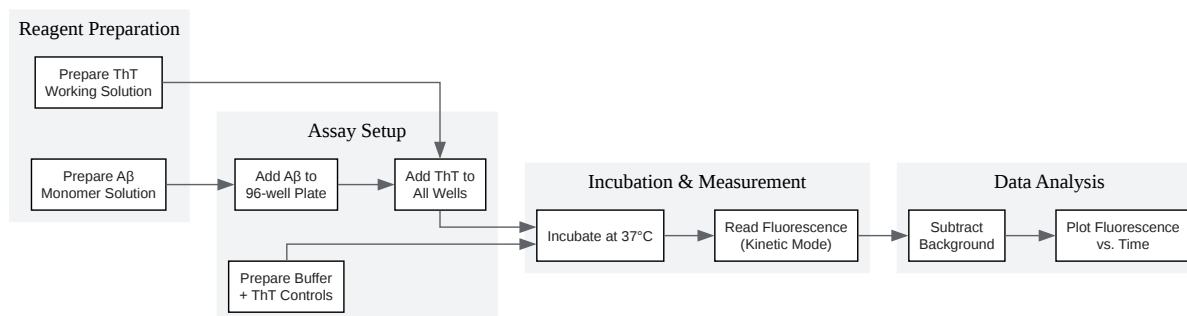 Reagent Preparation
Prepare ThT
Working Solution
Prepare Aβ
Monomer Solution
Assay Setup
Add Aβ to
96-well Plate
Add ThT to
All Wells
Prepare Buffer
+ ThT Controls
Incubation & Measurement
Incubate at 37°C
Read Fluorescence
(Kinetic Mode)
Data Analysis
Subtract
Background
Plot Fluorescence
vs. Time